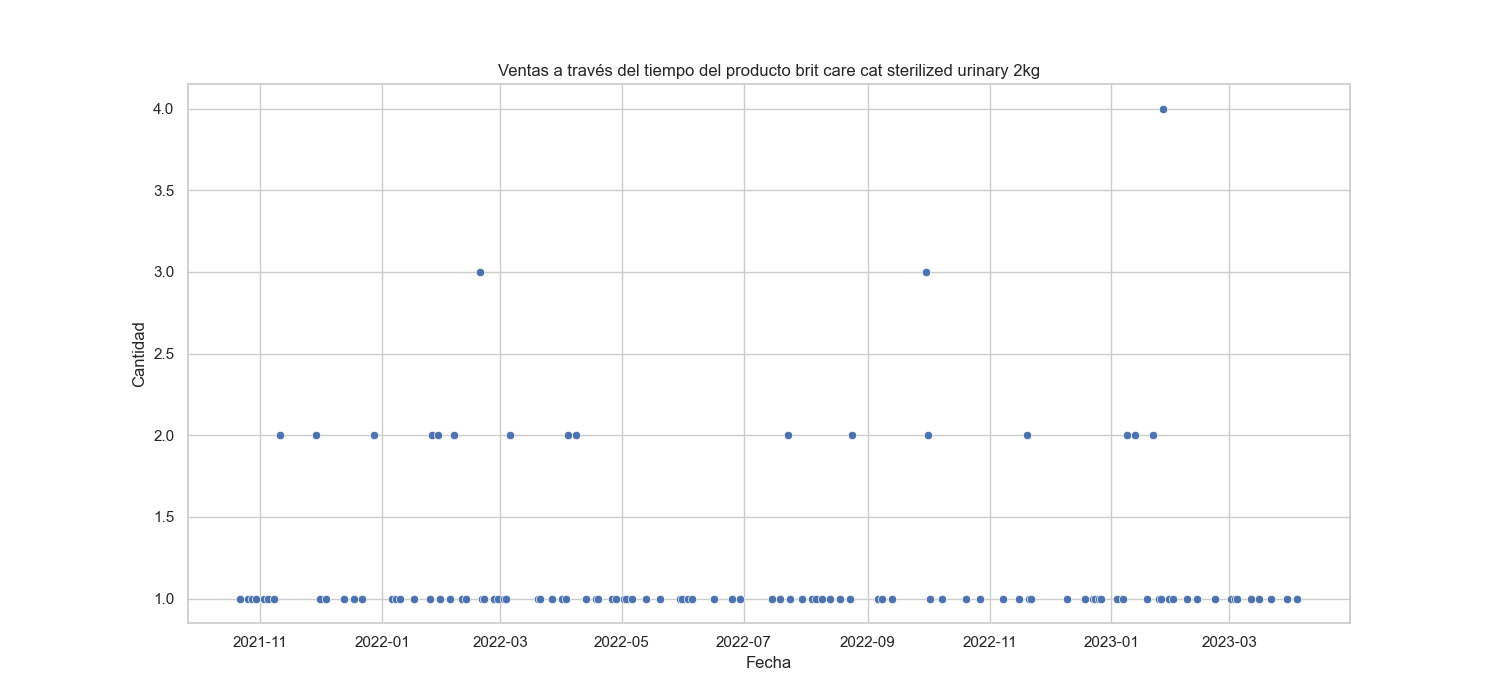 Ventas a través del tiempo del producto brit care cat sterilized urinary 2kg
4.0
3.5
3.0
2.5
2.0
1.5
1.0
Cantidad
2021-11 2022-01 2022-03 2022-05 2022-07 2022-09 2022-11 2023-01 2023-03
Fecha